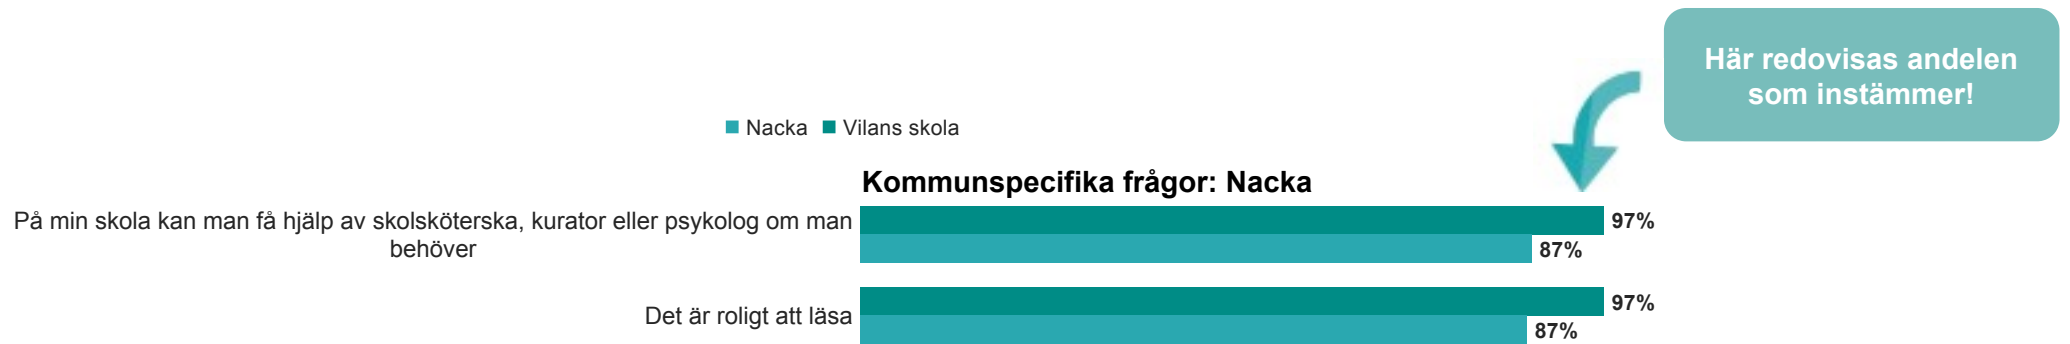 Här redovisas andelen
som instämmer!
Nacka Vilans skola
Kommunspecifika frågor: Nacka
På min skola kan man få hjälp av skolsköterska, kurator eller psykolog om man
behöver
97%
87%
Det är roligt att läsa
97%
87%